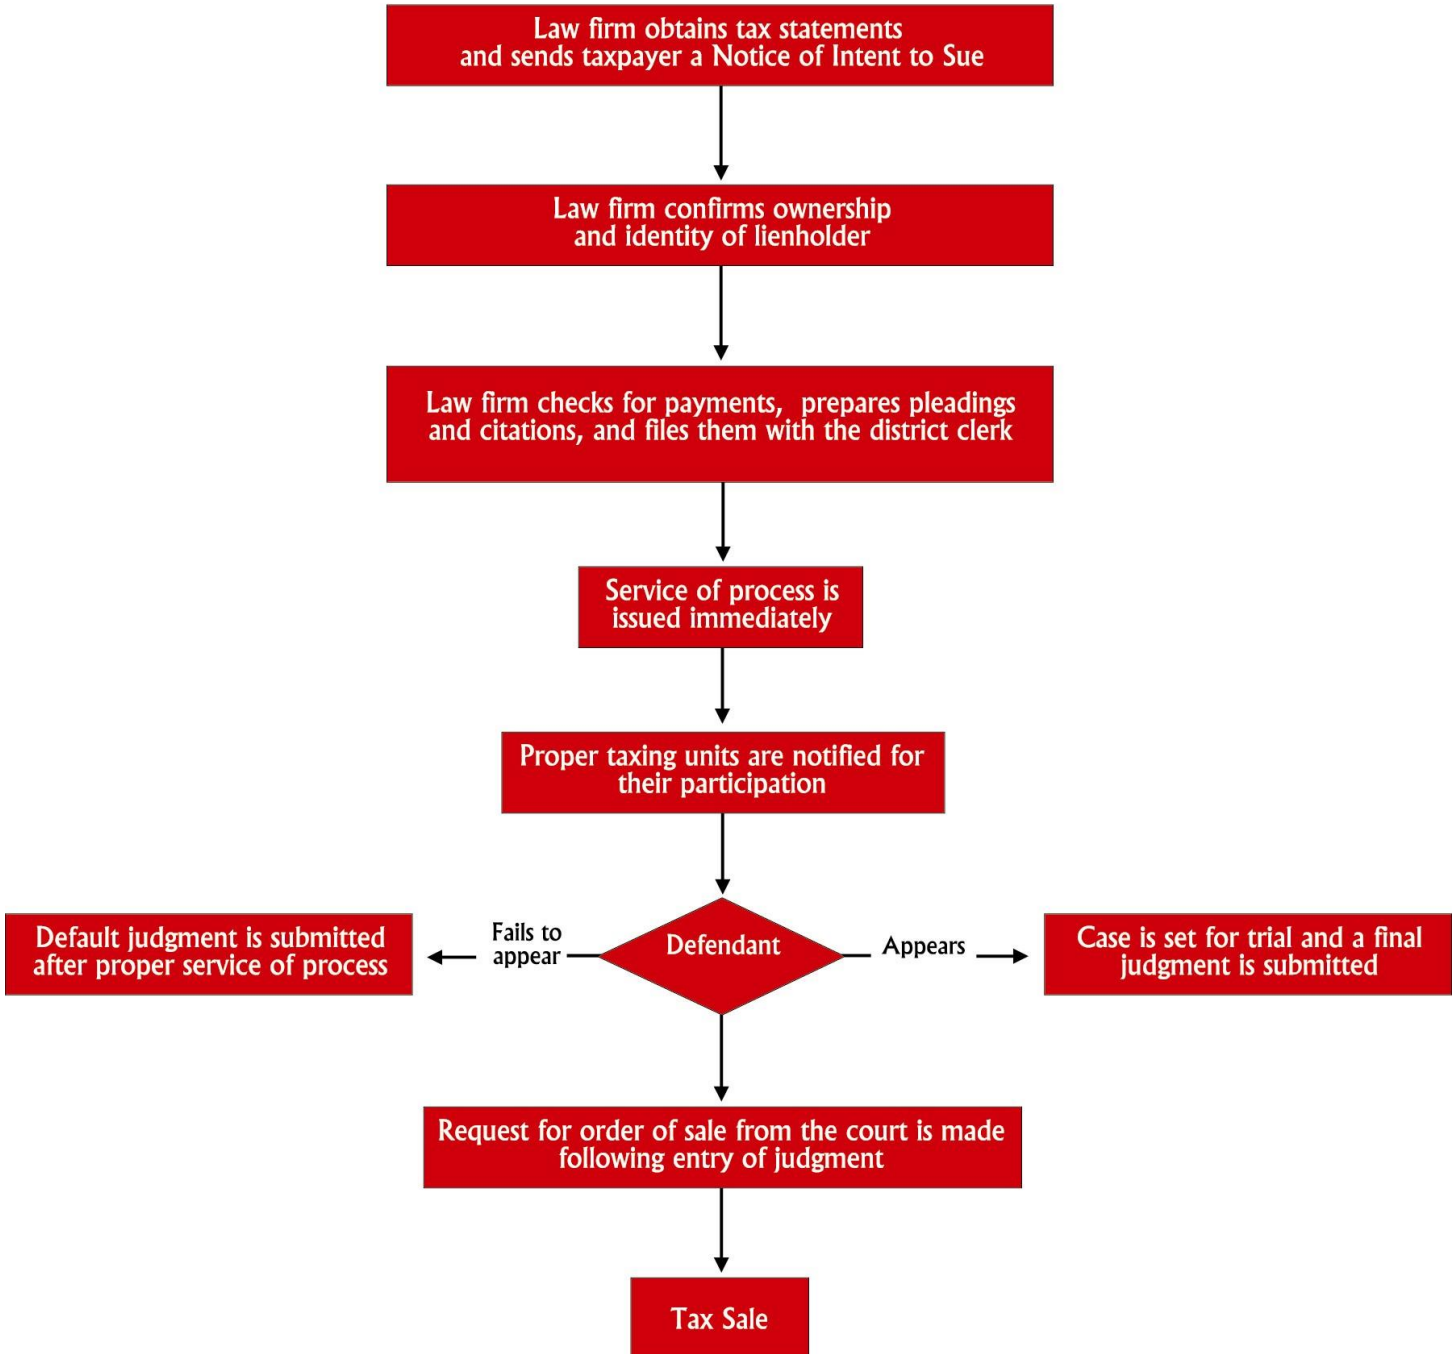 Law firm obtains tax statements
and sends taxpayer a Notice of Intent to Sue
Law firm confirms ownership
and identity of lienholder
Law firm checks for payments, prepares pleadings
and citations, and files them with the district clerk
Service of process is
issued immediately
Proper taxing units are notified for
their participation
Default judgment is submitted
after proper service of process
Fails to
appear
Defendant
Appears
Case is set for trial and a final
judgment is submitted
Request for order of sale from the court is made
following entry of judgment
Tax Sale